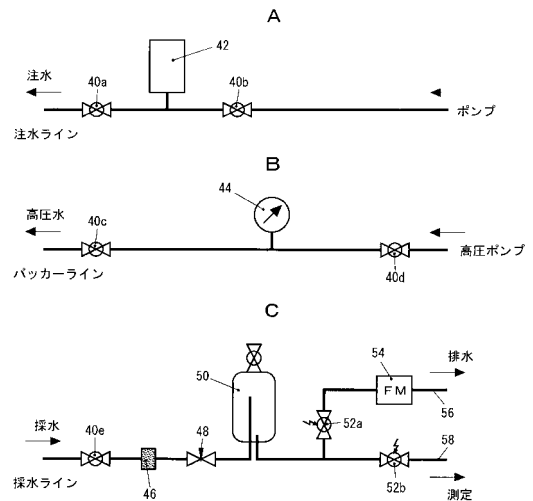 A
42
注水
40a
40b
ポンプ
注水ライン
B
44
高圧水
40c
高圧ポンプ
パッカーライン
40d
C
54
排水
50
FM
採水
52a
56
40e
48
58
採水ライン
46
52b
測定